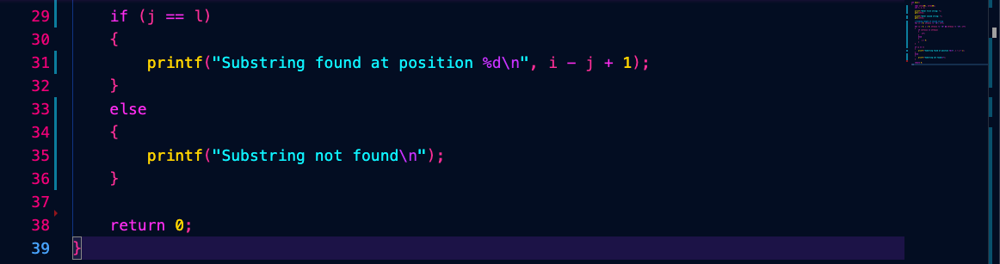 29 if (j == l)
30 {
31 printf("Substring found at position %d\n", i - j + 1);
32 }
33 else
34 {
35 printf("Substring not found\n");
36 }
37
38 return 0;
39 }